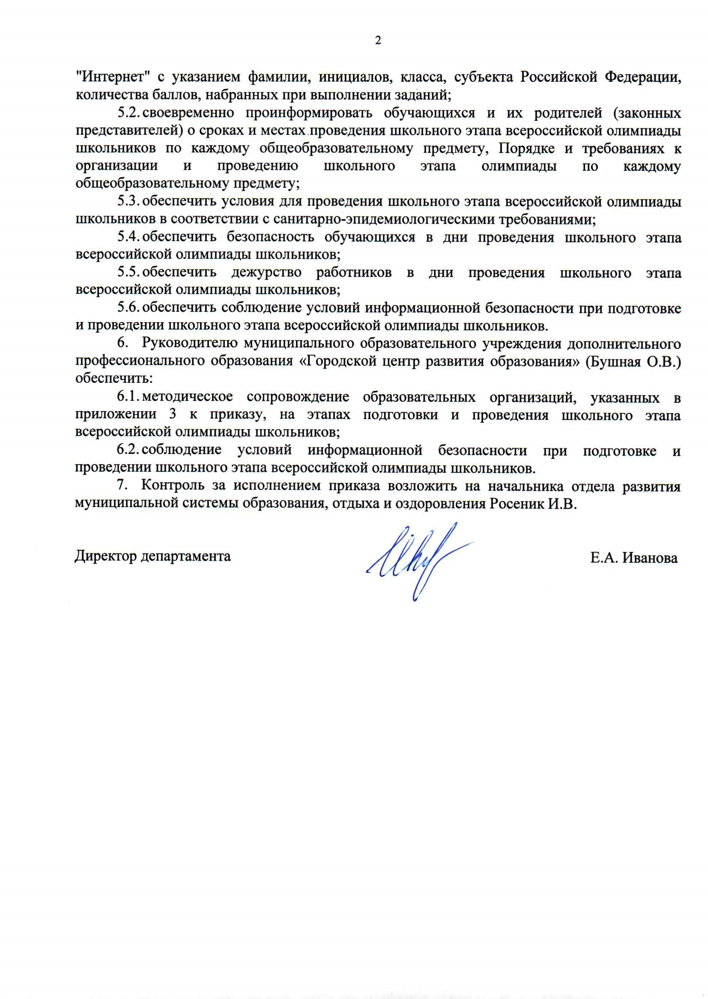 2
"Интернет" с указанием фамилии, инициалов, класса, субъекта Российской Федерации,
количества баллов, набранных при выполнении заданий;
5.2. своевременно проинформировать обучающихся и их родителей (законных
представителей) о сроках и местах проведения школьного этапа всероссийской олимпиады
школьников по каждому общеобразовательному предмету, Порядке и требованиях к
организации и проведению школьного этапа олимпиады по каждому
общеобразовательному предмету;
5.3. обеспечить условия для проведения школьного этапа всероссийской олимпиады
школьников в соответствии с санитарно-эпидемиологическими требованиями;
5.4. обеспечить безопасность обучающихся в дни проведения школьного этапа
всероссийской олимпиады школьников;
5.5. обеспечить дежурство работников в дни проведения школьного этапа
всероссийской олимпиады школьников;
5.6. обеспечить соблюдение условий информационной безопасности при подготовке
и проведении школьного этапа всероссийской олимпиады школьников.
6. Руководителю муниципального образовательного учреждения дополнительного
профессионального образования «Городской центр развития образования» (Бушная О.В.)
обеспечить:
6.1. методическое сопровождение образовательных организаций, указанных в
приложении 3 к приказу, на этапах подготовки и проведения школьного этапа
всероссийской олимпиады школьников;
6.2. соблюдение условий информационной безопасности при подготовке и
проведении школьного этапа всероссийской олимпиады школьников.
7. Контроль за исполнением приказа возложить на начальника отдела развития
муниципальной системы образования, отдыха и оздоровления Росеник И.В.
Директор департамента Е.А. Иванова